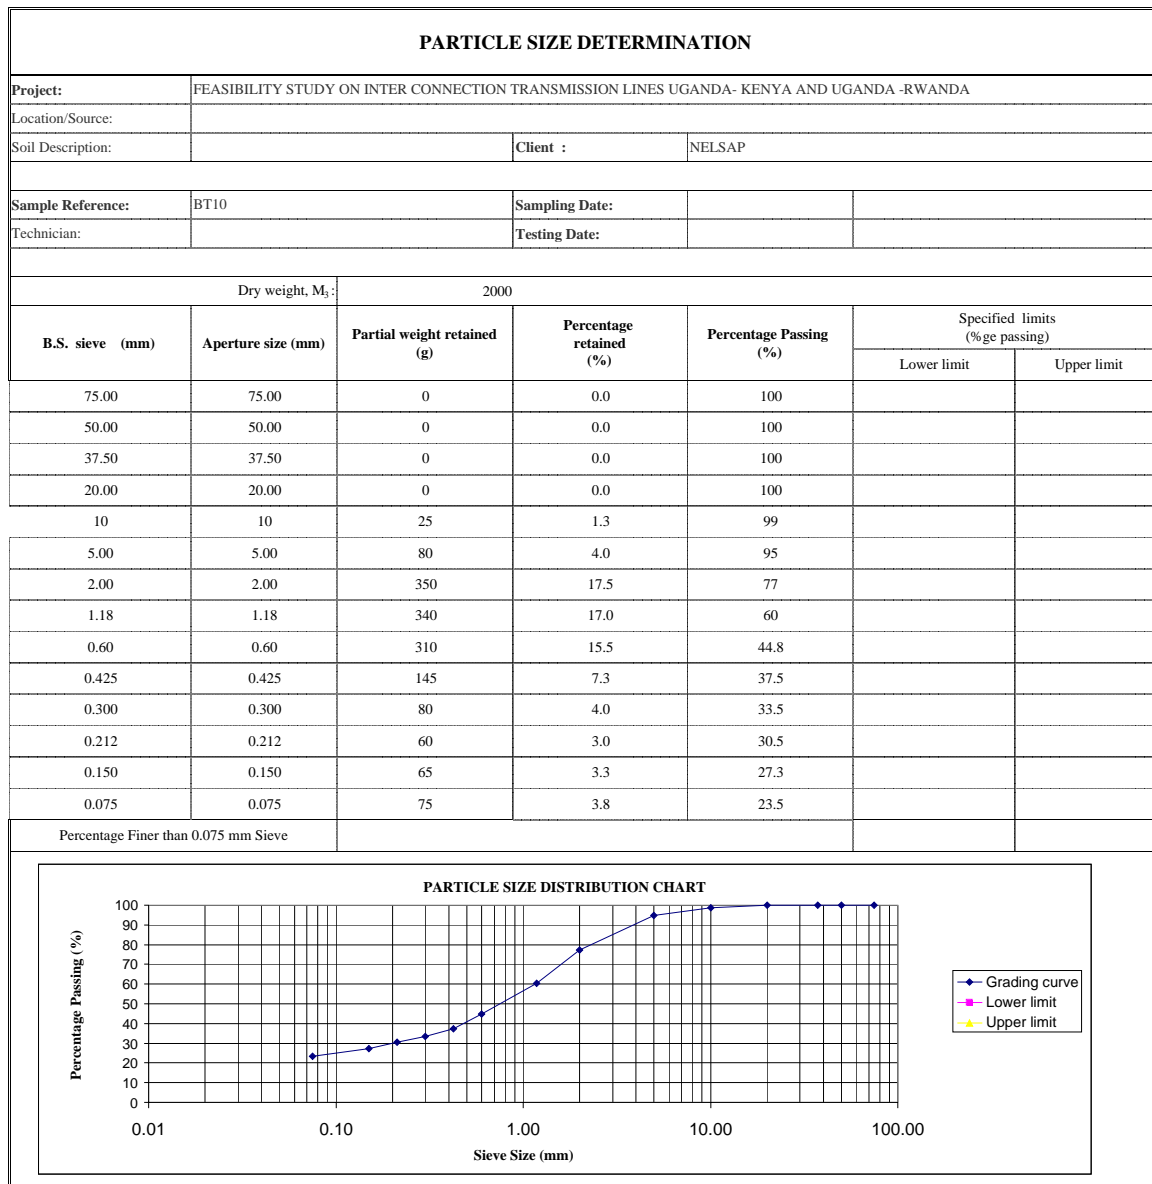 PARTICLE SIZE DETERMINATION
Project: FEASIBILITY STUDY ON INTER CONNECTION TRANSMISSION LINES UGANDA- KENYA AND UGANDA -RWANDA
Location/Source:
Soil Description: Client : NELSAP
Sample Reference: BT10 Sampling Date:
Technician: Testing Date:
Dry weight, M3: 2000
B.S. sieve (mm) Aperture size (mm) Partial weight retained (g) Percentage retained (%) Percentage Passing (%) Specified limits (%ge passing)
Lower limit Upper limit
75.00 75.00 0 0.0 100
50.00 50.00 0 0.0 100
37.50 37.50 0 0.0 100
20.00 20.00 0 0.0 100
10 10 25 1.3 99
5.00 5.00 80 4.0 95
2.00 2.00 350 17.5 77
1.18 1.18 340 17.0 60
0.60 0.60 310 15.5 44.8
0.425 0.425 145 7.3 37.5
0.300 0.300 80 4.0 33.5
0.212 0.212 60 3.0 30.5
0.150 0.150 65 3.3 27.3
0.075 0.075 75 3.8 23.5
Percentage Finer than 0.075 mm Sieve
PARTICLE SIZE DISTRIBUTION CHART
Percentage Passing (%)
100
90
80
70
60
50
40
30
20
10
0
0.01 0.10 1.00 10.00 100.00
Sieve Size (mm)
Grading curve
Lower limit
Upper limit